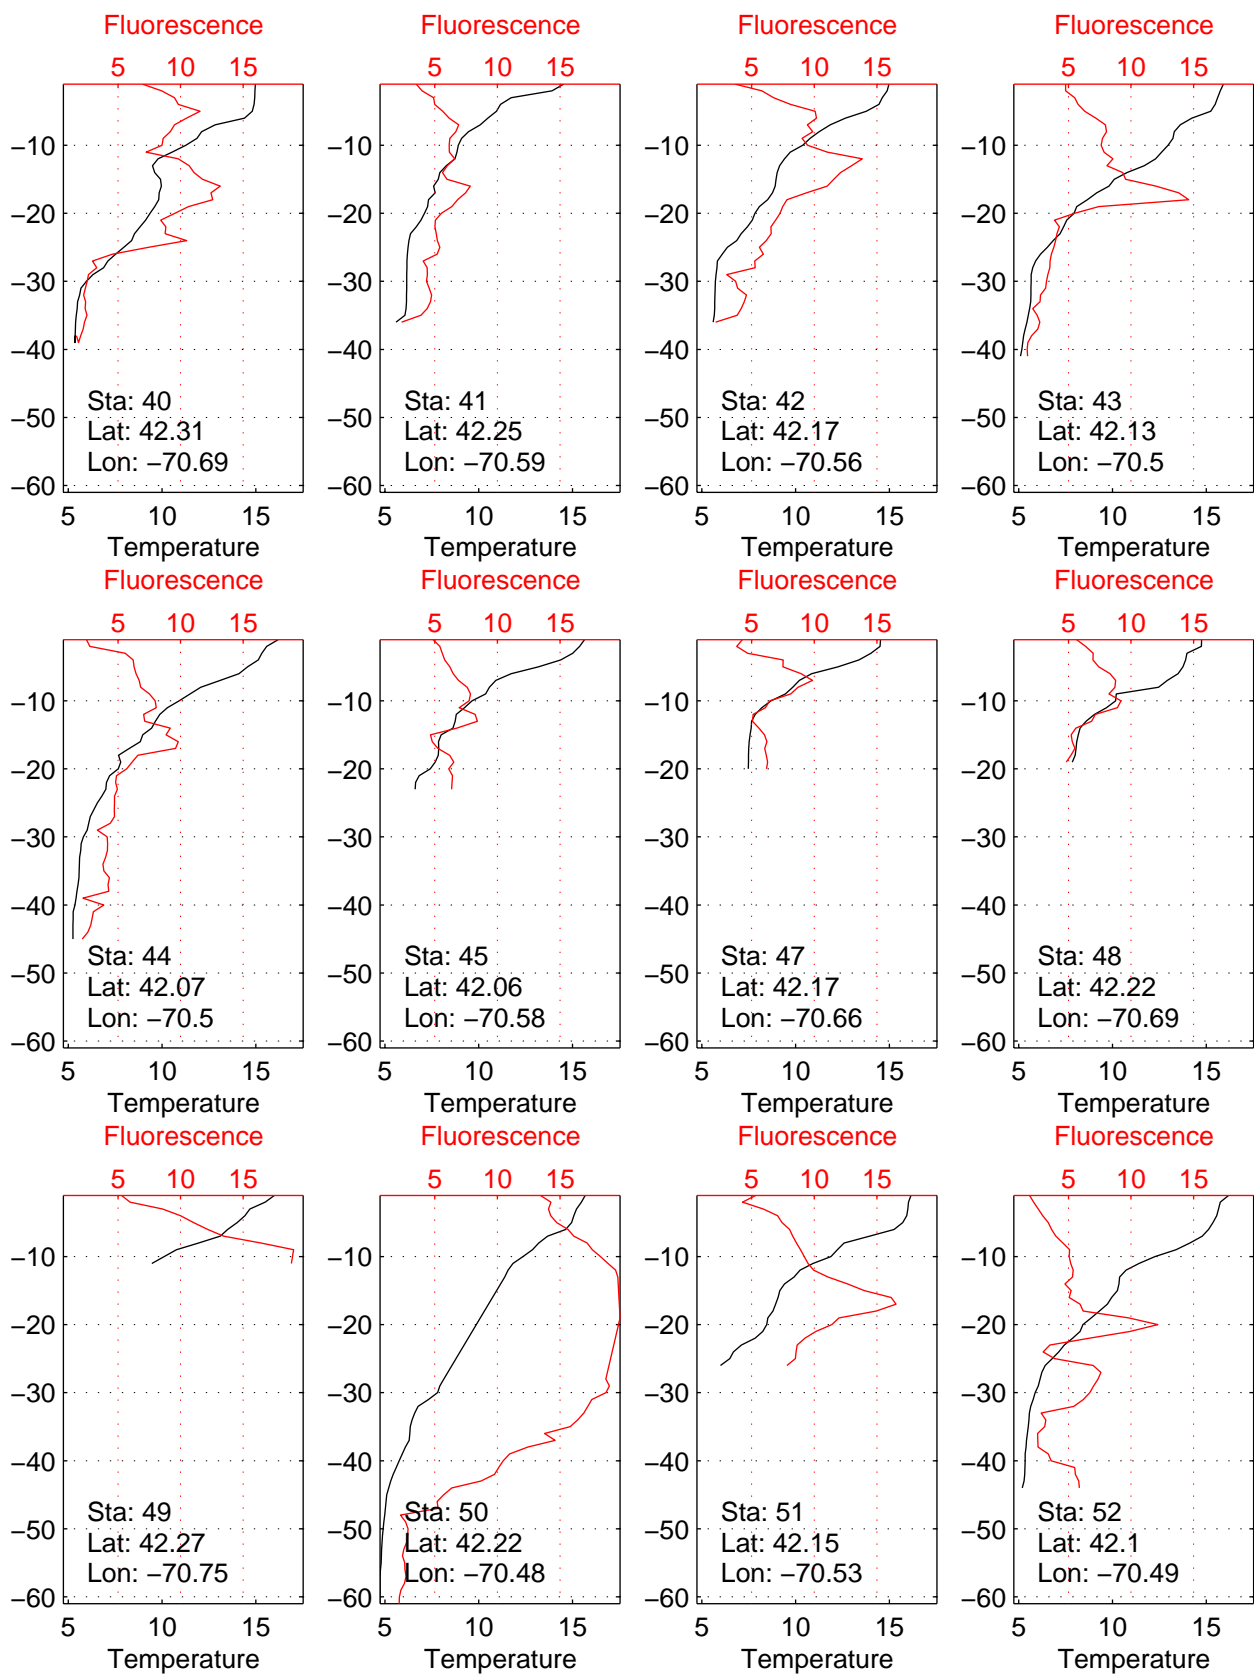 Fluorescence Fluorescence Fluorescence Fluorescence
5 10 15 5 10 15 5 10 15 5 10 15
−10 −10 −10 −10
−20 −20 −20 −20
−30 −30 −30 −30
−40 −40 −40 −40
Sta: 40 Sta: 41 Sta: 42 Sta: 43
−50 −50 −50 −50
Lat: 42.31 Lat: 42.25 Lat: 42.17 Lat: 42.13
Lon: −70.69 Lon: −70.59 Lon: −70.56 Lon: −70.5
−60 −60 −60 −60
5 10 15 5 10 15 5 10 15 5 10 15
Temperature Temperature Temperature Temperature
Fluorescence Fluorescence Fluorescence Fluorescence
5 10 15 5 10 15 5 10 15 5 10 15
−10 −10 −10 −10
−20 −20 −20 −20
−30 −30 −30 −30
−40 −40 −40 −40
Sta: 44 Sta: 45 Sta: 47 Sta: 48
−50 −50 −50 −50
Lat: 42.07 Lat: 42.06 Lat: 42.17 Lat: 42.22
Lon: −70.5 Lon: −70.58 Lon: −70.66 Lon: −70.69
−60 −60 −60 −60
5 10 15 5 10 15 5 10 15 5 10 15
Temperature Temperature Temperature Temperature
Fluorescence Fluorescence Fluorescence Fluorescence
5 10 15 5 10 15 5 10 15 5 10 15
−10 −10 −10 −10
−20 −20 −20 −20
−30 −30 −30 −30
−40 −40 −40 −40
Sta: 49 Sta: 50 Sta: 51 Sta: 52
−50 −50 −50 −50
Lat: 42.27 Lat: 42.22 Lat: 42.15 Lat: 42.1
Lon: −70.75 Lon: −70.48 Lon: −70.53 Lon: −70.49
−60 −60 −60 −60
5 10 15 5 10 15 5 10 15 5 10 15
Temperature Temperature Temperature Temperature